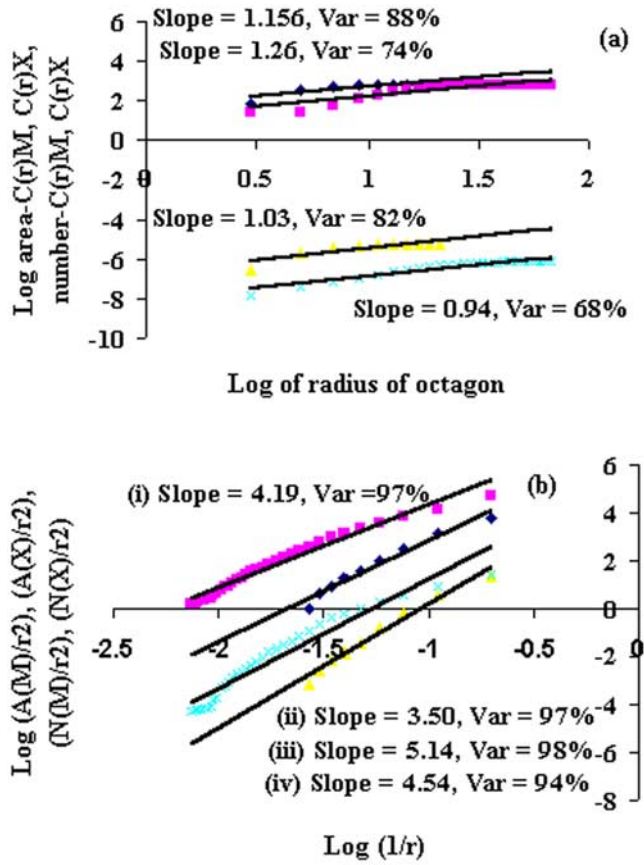 Slope = 1.156, Var = 88%
(a)
Slope = 1.26, Var = 74%
6
4
2
0
-2
-4
-6
-8
-10
0
0.5
1
1.5
2
Slope = 1.03, Var = 82%
Slope = 0.94, Var = 68%
Log area-C(r)M, C(r)X,
number-C(r)M, C(r)X
Log of radius of octagon
(i) Slope = 4.19, Var =97%
(b)
6
4
2
0
-2
-4
-6
-8
-2.5
-2
-1.5
-1
-0.5
0
(ii) Slope = 3.50, Var = 97%
(iii) Slope = 5.14, Var = 98%
(iv) Slope = 4.54, Var = 94%
Log (A(M)/r2), (A(X)/r2),
(N(M)/r2), (N(X)/r2)
Log (1/r)